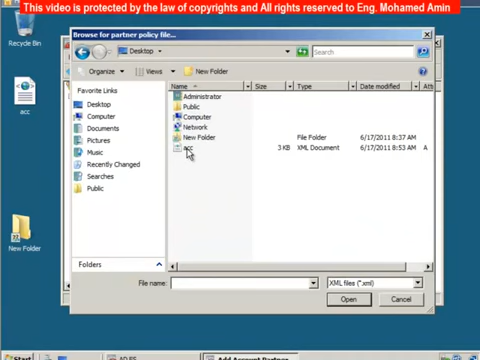 This video is protected by the law of copyrights and All rights reserved to Eng. Mohamed Amin
Recycle Bin
acc
New Folder
Browse for partner policy file...
Desktop
Search
Organize
Views
New Folder
Favorite Links
Desktop
Computer
Documents
Pictures
Music
Recently Changed
Searches
Public
Folders
Name
Size
Type
Date modified
Att
Administrator
Public
Computer
Network
New Folder File Folder 6/17/2011 8:37 AM
acc 3 KB XML Document 6/17/2011 8:53 AM A
File name:
XML files (*.xml)
Open
Cancel
Start
Add Account Partner